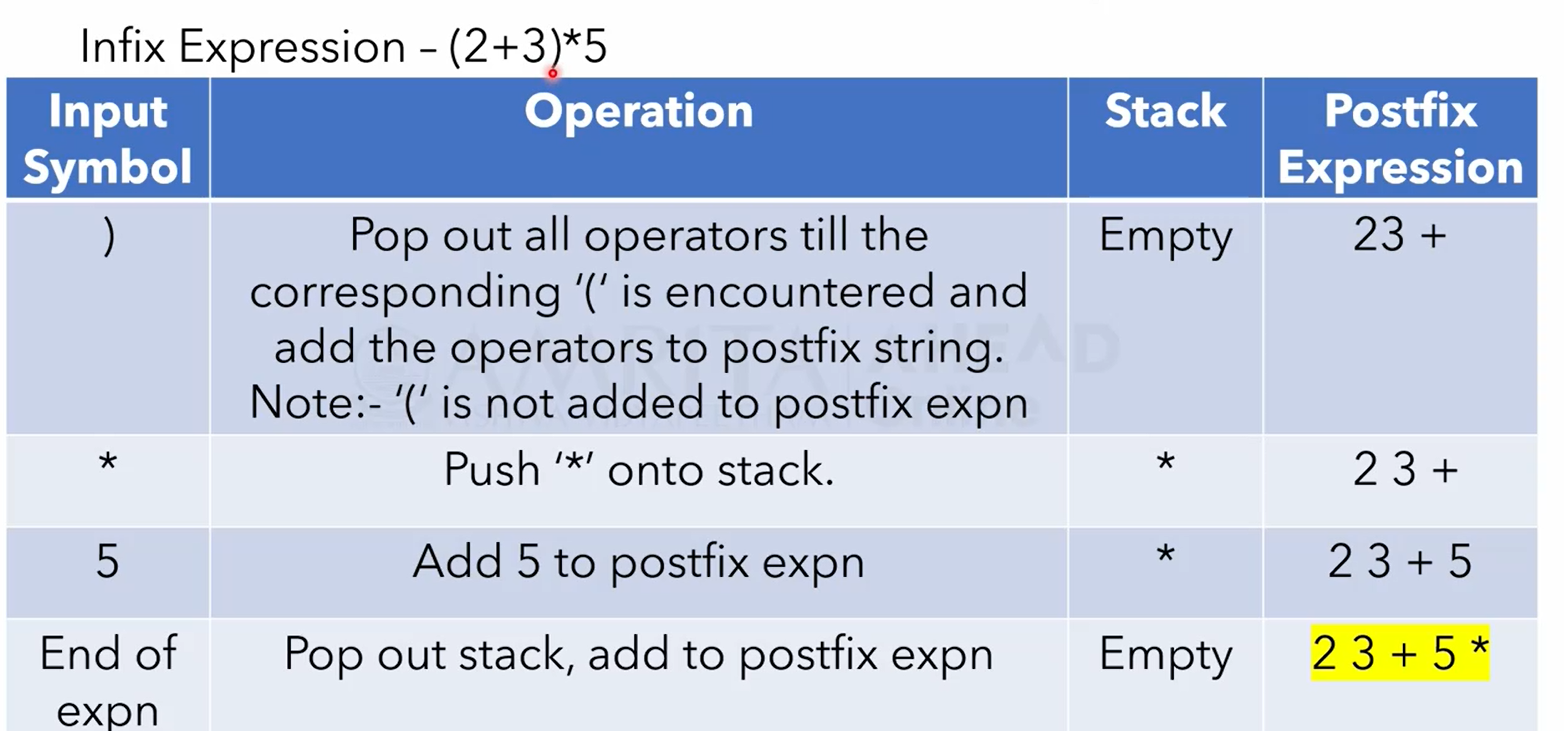 Infix Expression – (2+3)*5
Input
Symbol
Operation
Stack
Postfix
Expression
)
Pop out all operators till the
corresponding ‘(‘ is encountered and
add the operators to postfix string.
Note:- ‘(‘ is not added to postfix expn
Empty
23 +
*
Push ‘*’ onto stack.
*
2 3 +
5
Add 5 to postfix expn
*
2 3 + 5
End of
expn
Pop out stack, add to postfix expn
Empty
2 3 + 5 *
AMRITA
AHEAD
Online